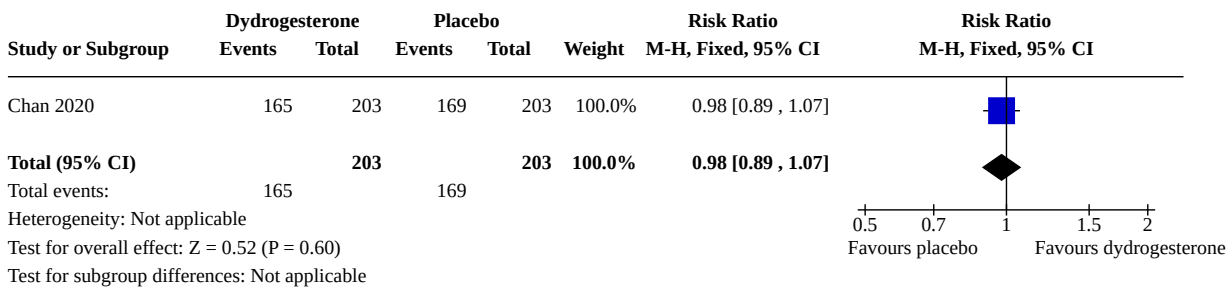 Dydrogesterone Placebo Risk Ratio Risk Ratio
Study or Subgroup Events Total Events Total Weight M-H, Fixed, 95% CI M-H, Fixed, 95% CI
Chan 2020 165 203 169 203 100.0% 0.98 [0.89 , 1.07]
Total (95% CI) 203 203 100.0% 0.98 [0.89 , 1.07]
Total events: 165 169
Heterogeneity: Not applicable
Test for overall effect: Z = 0.52 (P = 0.60)
Test for subgroup differences: Not applicable
0.5 0.7 1 1.5 2
Favours placebo Favours dydrogesterone